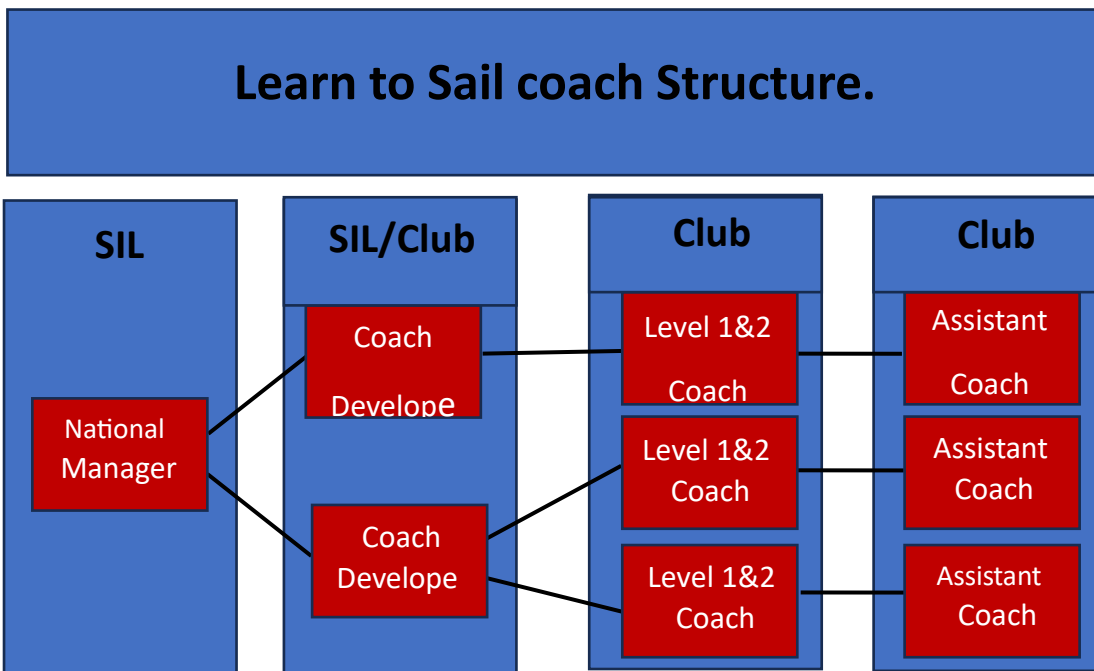 Learn to Sail coach Structure.
SIL
National
Manager
SIL/Club
Coach
Develope
Coach
Develope
Club
Level 1&2
Coach
Level 1&2
Coach
Level 1&2
Coach
Club
Assistant
Coach
Assistant
Coach
Assistant
Coach